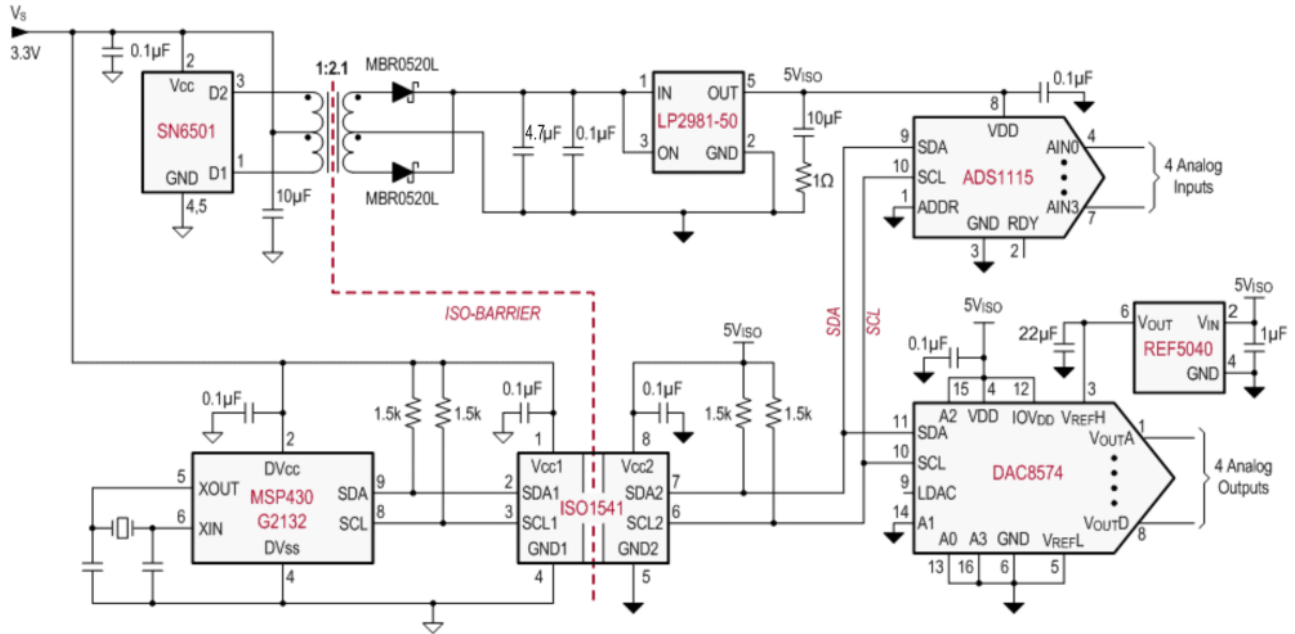 VS
3.3V
0.1µF
2
Vcc
D2
3
SN6501
D1
1
GND
4,5
10µF
1:2.1
MBR0520L
MBR0520L
4.7µF
0.1µF
1
IN
OUT
5
LP2981-50
3
ON
GND
2
5VISO
10µF
1Ω
0.1µF
8
VDD
9
SDA
AIN0
4
10
SCL
ADS1115
1
ADDR
AIN3
7
GND
RDY
3
2
4 Analog
Inputs
ISO-BARRIER
SDA
SCL
5VISO
0.1µF
15
4
12
3
A2
VDD
IOVDD
VREFH
22µF
6
VOUT
VIN
2
REF5040
GND
4
5VISO
1µF
11
SDA
VOUTA
1
10
SCL
DAC8574
9
LDAC
14
A1
VOUTD
8
A0
A3
GND
VREFL
13
16
6
5
4 Analog
Outputs
0.1µF
1.5k
1.5k
0.1µF
5VISO
0.1µF
1.5k
1.5k
2
DVcc
5
XOUT
MSP430
G2132
SDA
9
6
XIN
SCL
8
DVss
4
1
8
Vcc1
Vcc2
2
SDA1
SDA2
7
ISO1541
3
SCL1
SCL2
6
GND1
GND2
4
5